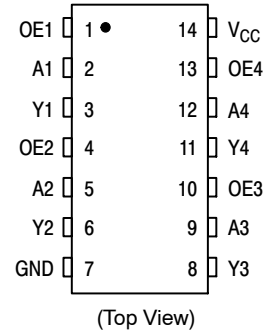 OE1 1 14 VCC
A1 2 13 OE4
Y1 3 12 A4
OE2 4 11 Y4
A2 5 10 OE3
Y2 6 9 A3
GND 7 8 Y3
(Top View)